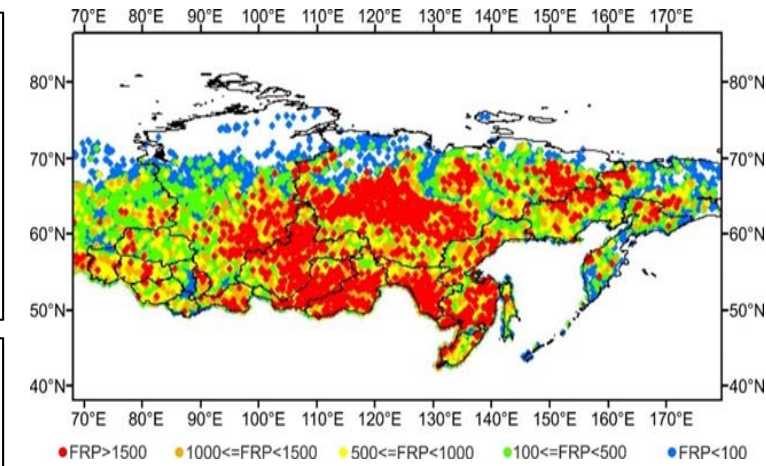 70°E 80°E 90°E 100°E 110°E 120°E 130°E 140°E 150°E 160°E 170°E
80°N 80°N
70°N 70°N
60°N 60°N
50°N 50°N
40°N 40°N
70°E 80°E 90°E 100°E 110°E 120°E 130°E 140°E 150°E 160°E 170°E
FRP>1500 1000<=FRP<1500 500<=FRP<1000 100<=FRP<500 FRP<100